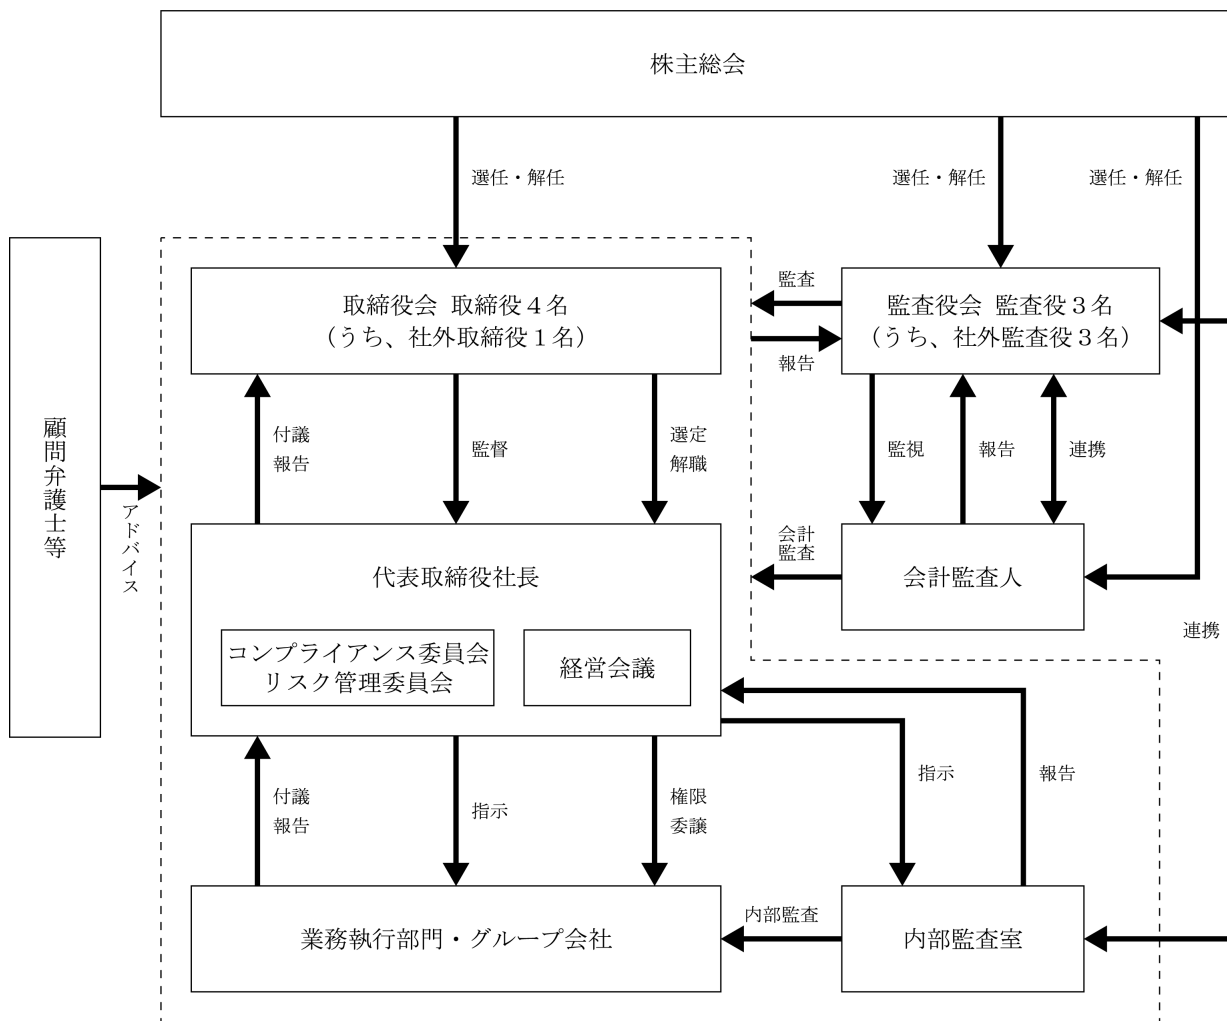 株主総会
選任・解任
選任・解任
選任・解任
顧問弁護士等
アドバイス
取締役会 取締役４名
（うち、社外取締役１名）
監査
報告
監査役会 監査役３名
（うち、社外監査役３名）
付議
報告
監督
選定
解職
監視
報告
連携
代表取締役社長
コンプライアンス委員会
リスク管理委員会
経営会議
会計
監査
会計監査人
連携
付議
報告
指示
権限
委譲
指示
報告
業務執行部門・グループ会社
内部監査
内部監査室